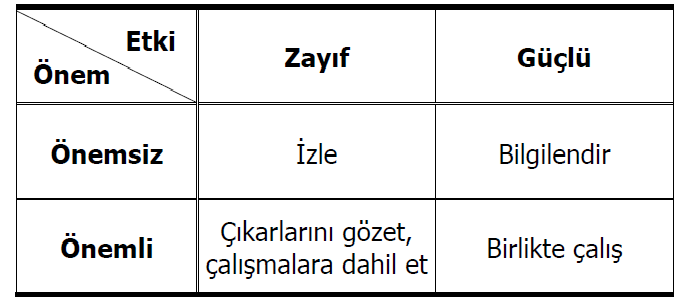 Etki
Önem
Zayıf
Güçlü
Önemsiz
İzle
Bilgilendir
Önemli
Çıkarlarını gözet,
çalışmalara dahil et
Birlikte çalış